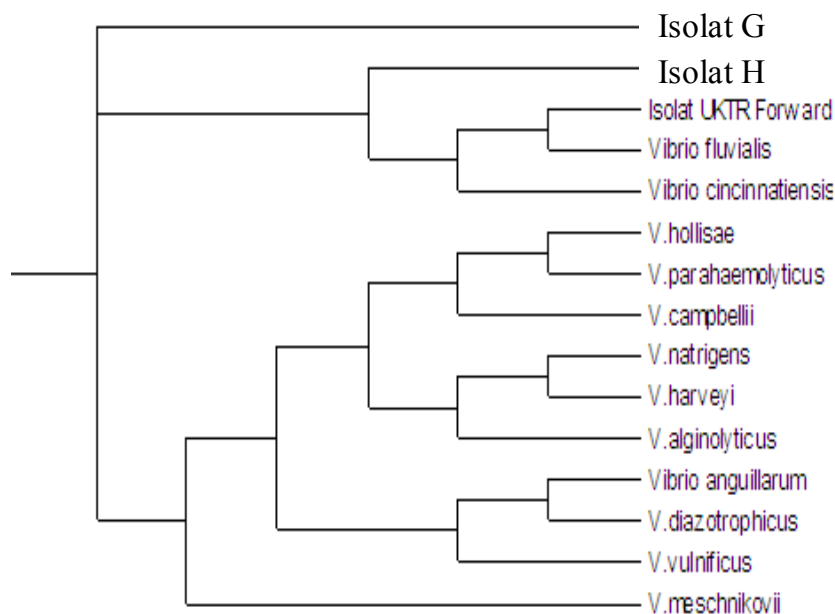 Isolat G
Isolat H
Isolat UKTR Forward
Vibrio fluvialis
Vibrio cincinnatiensis
V.hollisae
V.parahaemolyticus
V.campbellii
V.natrigens
V.harveyi
V.alginolyticus
Vibrio anguillarum
V.diazotrophicus
V.vulnificus
V.meschnikovii